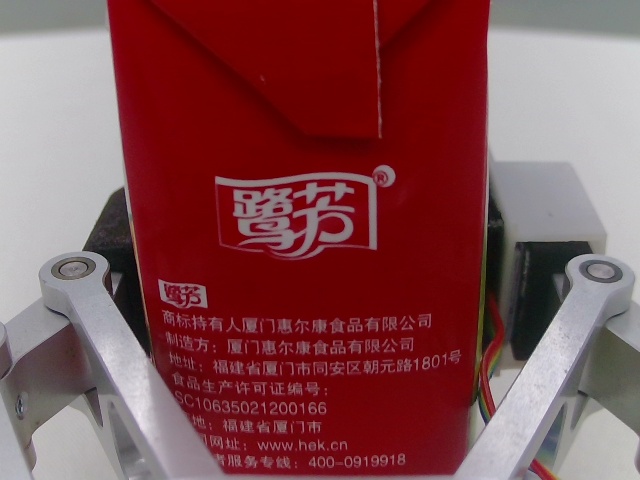 鹭芳®
鹭芳
商标持有人厦门惠尔康食品有限公司
制造方：厦门惠尔康食品有限公司
地址：福建省厦门市同安区朝元路1801号
食品生产许可证编号：
SC10635021200166
地：福建省厦门市
网址：www.hek.cn
者服务专线：400-0919918